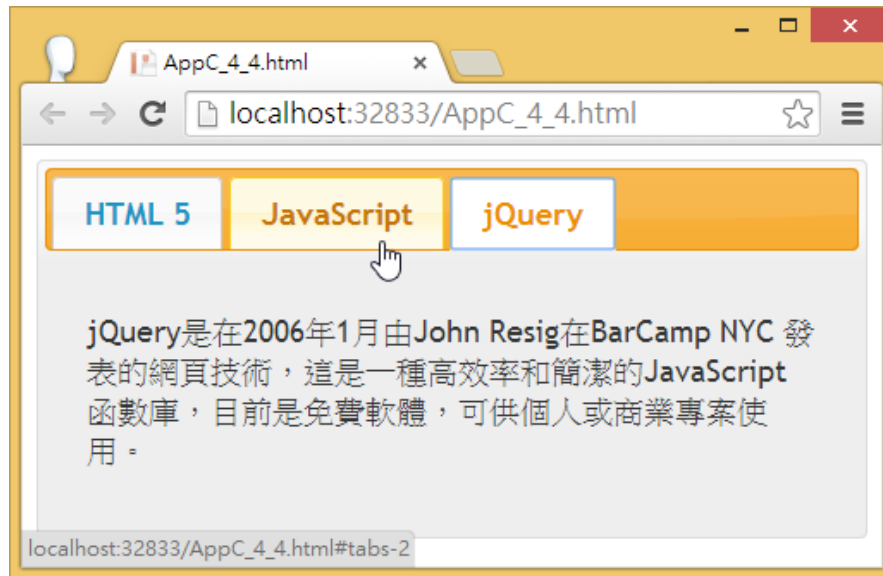 AppC_4_4.html
localhost:32833/AppC_4_4.html
HTML 5 JavaScript jQuery
jQuery是在2006年1月由John Resig在BarCamp NYC 發
表的網頁技術，這是一種高效率和簡潔的JavaScript
函數庫，目前是免費軟體，可供個人或商業專案使
用。
localhost:32833/AppC_4_4.html#tabs-2